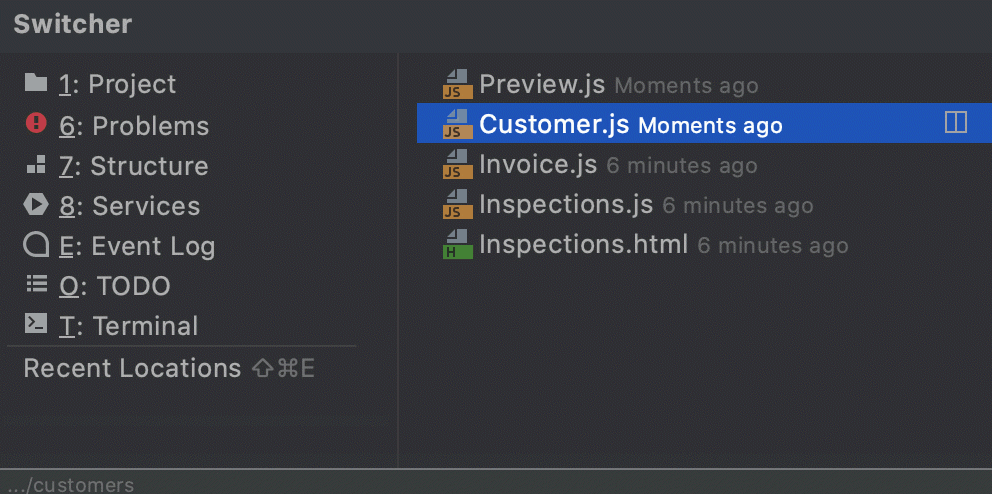 Switcher
1: Project
6: Problems
7: Structure
8: Services
E: Event Log
O: TODO
T: Terminal
Recent Locations ⇧⌘E
JS Preview.js Moments ago
JS Customer.js Moments ago
JS Invoice.js 6 minutes ago
JS Inspections.js 6 minutes ago
H Inspections.html 6 minutes ago
.../customers